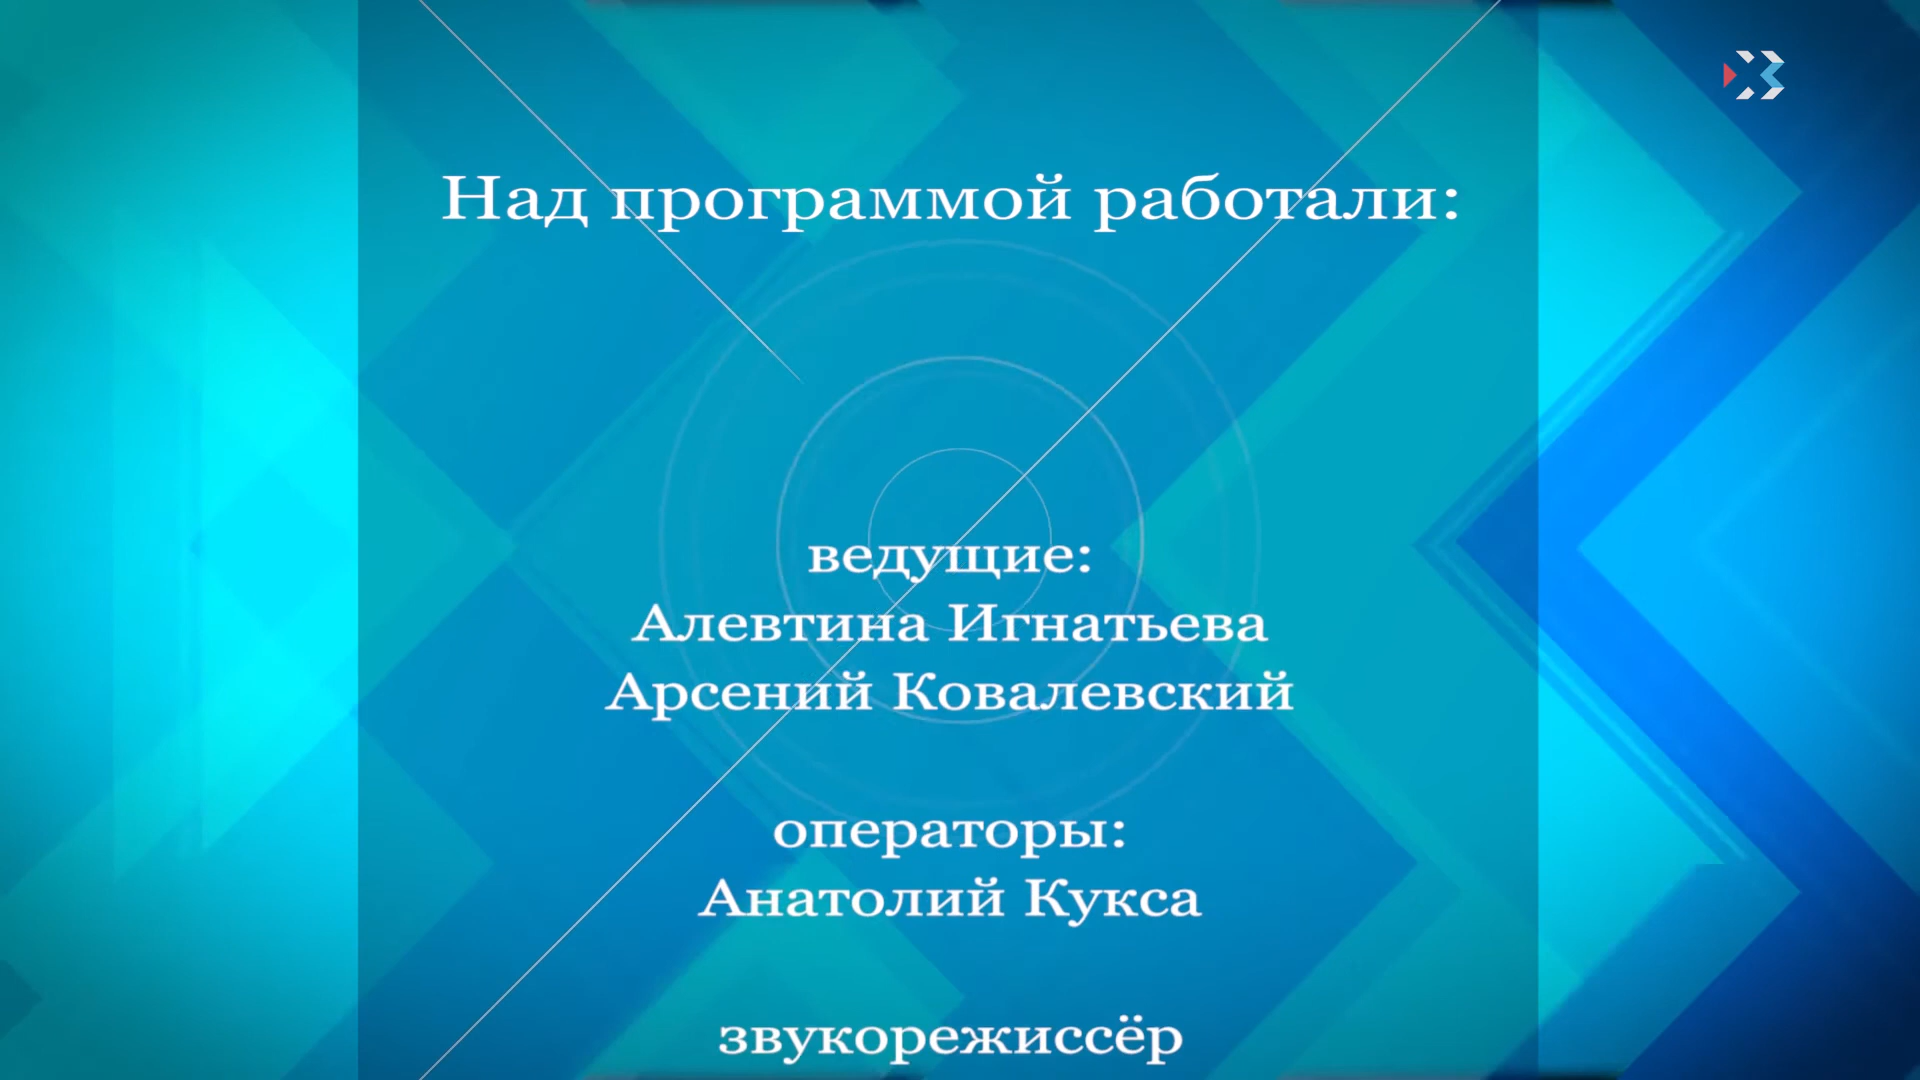 Над программой работали:
ведущие:
Алевтина Игнатьева
Арсений Ковалевский
операторы:
Анатолий Кукса
звукорежиссёр